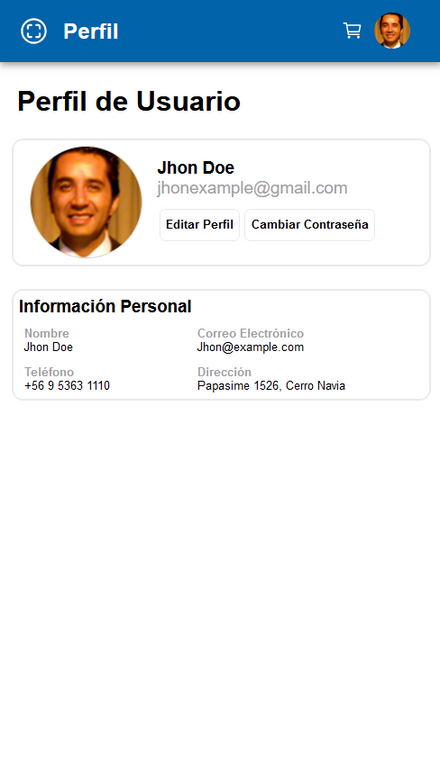 Perfil
Perfil de Usuario
Jhon Doe
jhonexample@gmail.com
Editar Perfil Cambiar Contraseña
Información Personal
Nombre Correo Electrónico
Jhon Doe Jhon@example.com
Teléfono Dirección
+56 9 5363 1110 Papasime 1526, Cerro Navia